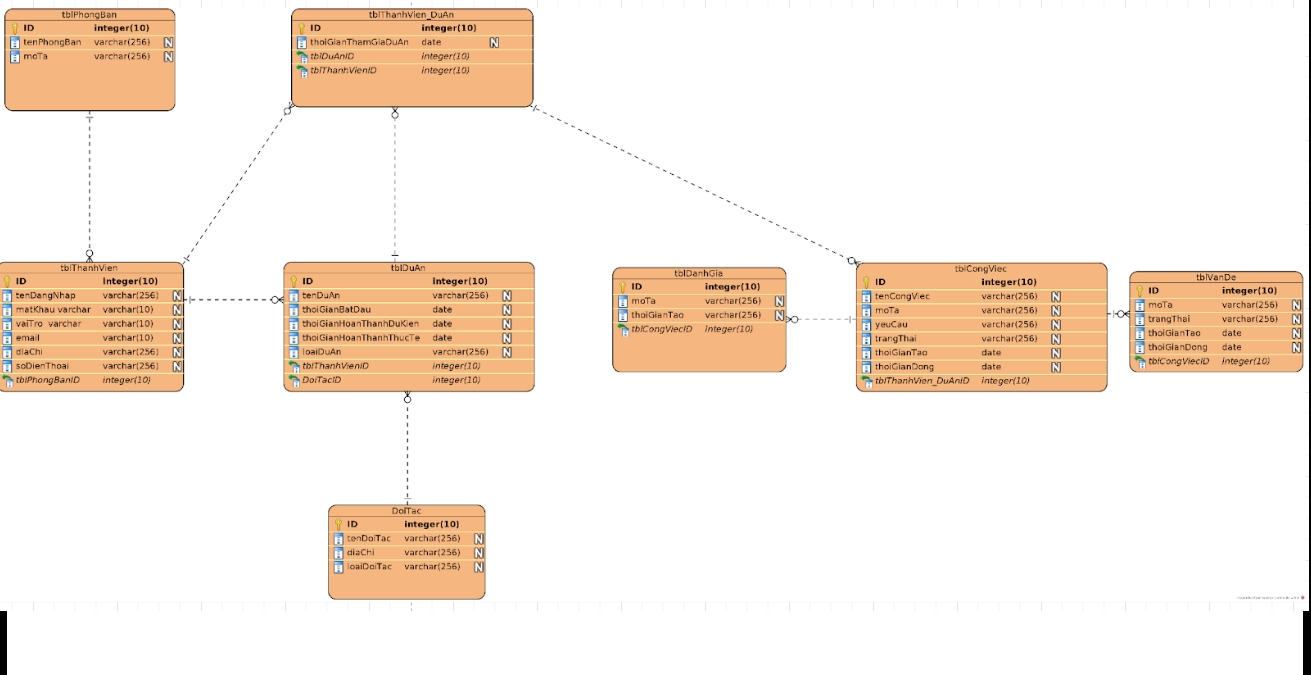 tblPhongBan
ID integer(10)
tenPhongBan varchar(256) N
moTa varchar(256) N
tblThanhVien_DuAn
ID integer(10)
thoiGianThamGiaDuAn date N
tblDuAnID integer(10)
tblThanhVienID integer(10)
tblThanhVien
ID integer(10)
tenDangNhap varchar(256) N
matKhau varchar varchar(10) N
vaiTro varchar varchar(10) N
email varchar(10) N
diaChi varchar(256) N
soDienThoai varchar(256) N
tblPhongBanID integer(10)
tblDuAn
ID integer(10)
tenDuAn varchar(256) N
thoiGianBatDau date N
thoiGianHoanThanhDuKien date N
thoiGianHoanThanhThucTe date N
loaiDuAn varchar(256) N
tblThanhVienID integer(10)
DoiTacID integer(10)
tblDanhGia
ID integer(10)
moTa varchar(256) N
thoiGianTao varchar(256) N
tblCongViecID integer(10)
tblCongViec
ID integer(10)
tenCongViec varchar(256) N
moTa varchar(256) N
yeuCau varchar(256) N
trangThai varchar(256) N
thoiGianTao date N
thoiGianDong date N
tblThanhVien_DuAnID integer(10)
tblVanDe
ID integer(10)
moTa varchar(256) N
trangThai varchar(256) N
thoiGianTao date N
thoiGianDong date N
tblCongViecID integer(10)
DoiTac
ID integer(10)
tenDoiTac varchar(256) N
diaChi varchar(256) N
loaiDoiTac varchar(256) N